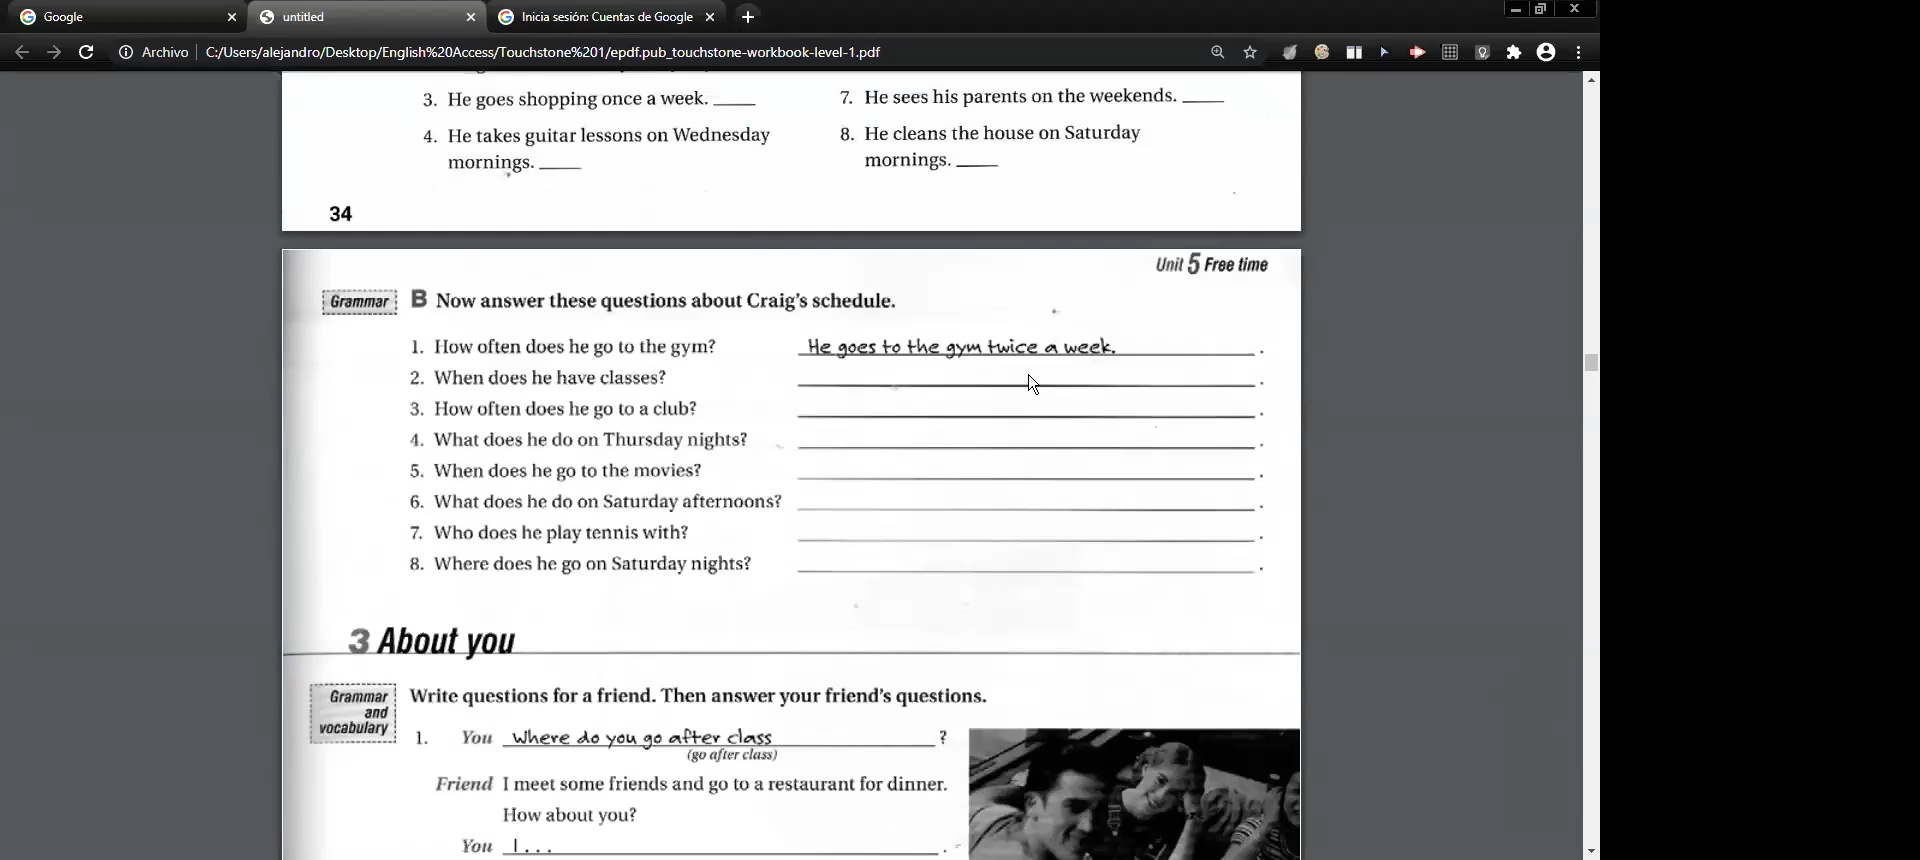 Google
untitled
Inicia sesión: Cuentas de Google
Archivo
C:/Users/alejandro/Desktop/English%20Access/Touchstone%201/epdf.pub_touchstone-workbook-level-1.pdf
3. He goes shopping once a week.
7. He sees his parents on the weekends.
4. He takes guitar lessons on Wednesday
mornings.
8. He cleans the house on Saturday
mornings.
34
Unit 5 Free time
Grammar
B Now answer these questions about Craig's schedule.
1. How often does he go to the gym? He goes to the gym twice a week. .
2. When does he have classes? .
3. How often does he go to a club? .
4. What does he do on Thursday nights? .
5. When does he go to the movies? .
6. What does he do on Saturday afternoons? .
7. Who does he play tennis with? .
8. Where does he go on Saturday nights? .
3 About you
Grammar
and
vocabulary
Write questions for a friend. Then answer your friend's questions.
1. You Where do you go after class ?
(go after class)
Friend I meet some friends and go to a restaurant for dinner.
How about you?
You I . . . .